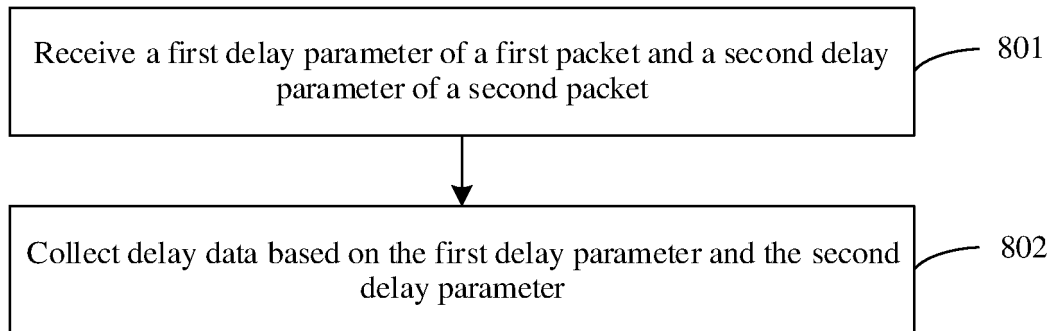 Receive a first delay parameter of a first packet and a second delay
parameter of a second packet
801
Collect delay data based on the first delay parameter and the second
delay parameter
802